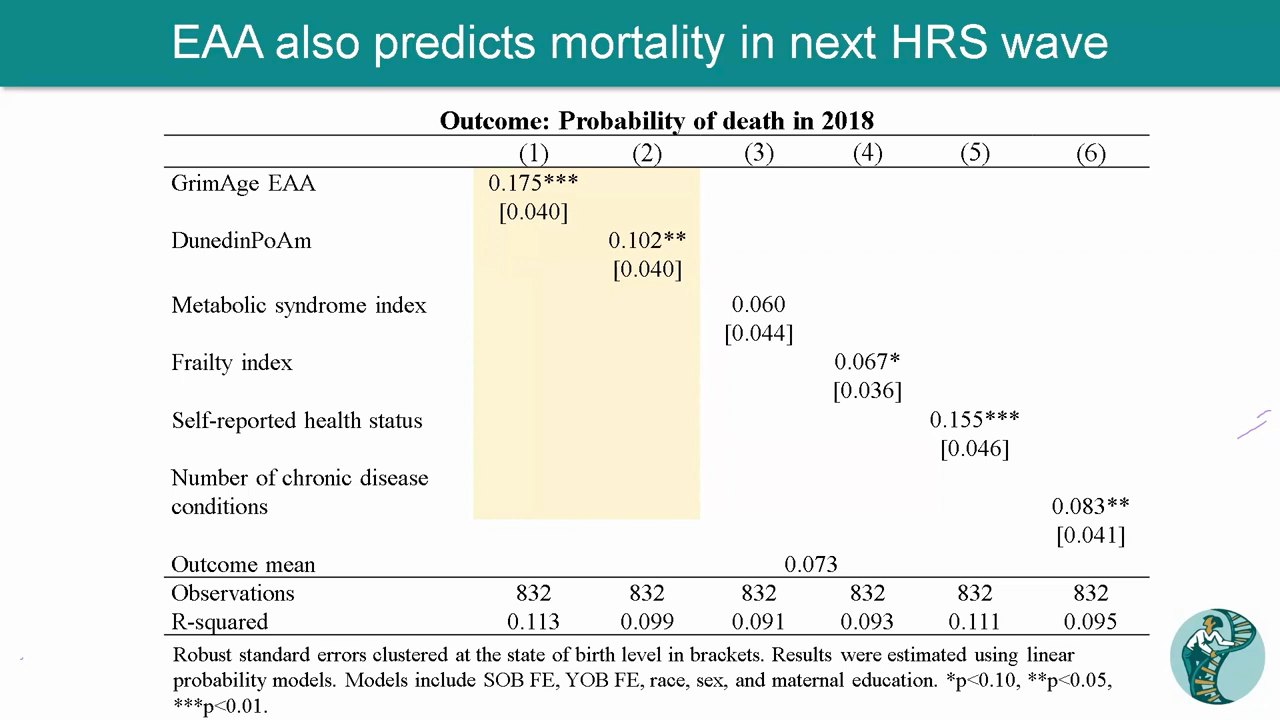 EAA also predicts mortality in next HRS wave
Outcome: Probability of death in 2018
(1) (2) (3) (4) (5) (6)
GrimAge EAA 0.175***
[0.040]
DunedinPoAm 0.102**
[0.040]
Metabolic syndrome index 0.060
[0.044]
Frailty index 0.067*
[0.036]
Self-reported health status 0.155***
[0.046]
Number of chronic disease
conditions 0.083**
[0.041]
Outcome mean 0.073
Observations 832 832 832 832 832 832
R-squared 0.113 0.099 0.091 0.093 0.111 0.095
Robust standard errors clustered at the state of birth level in brackets. Results were estimated using linear
probability models. Models include SOB FE, YOB FE, race, sex, and maternal education. *p<0.10, **p<0.05,
***p<0.01.